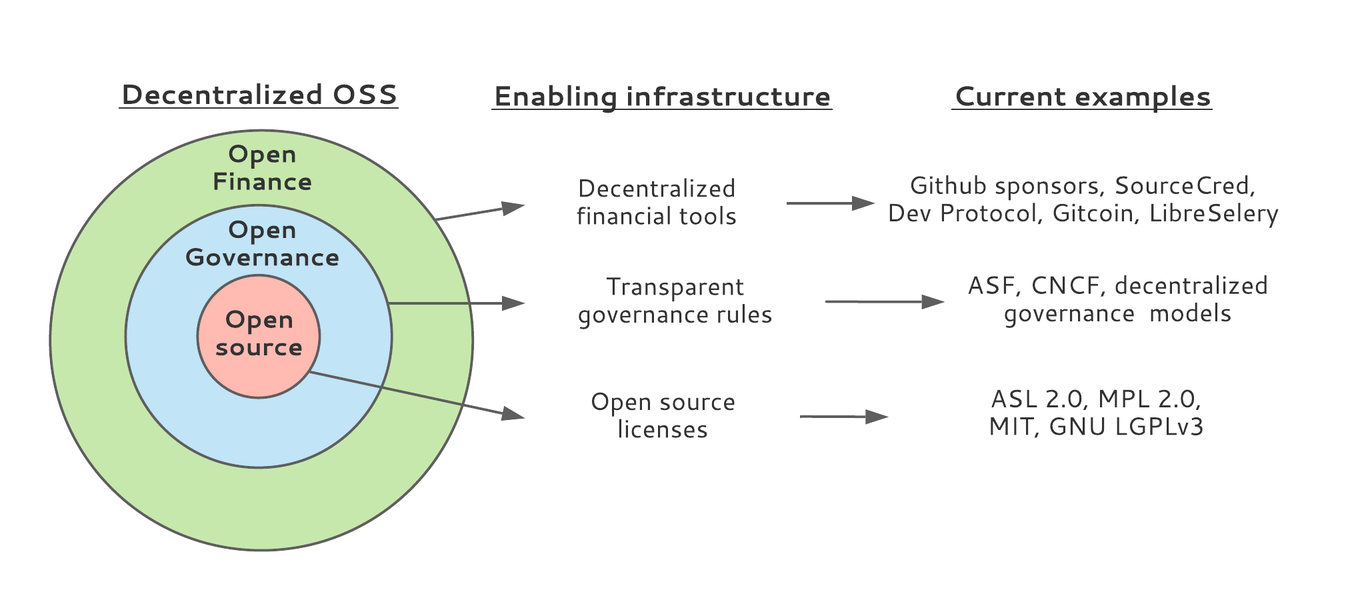 Decentralized OSS
Enabling infrastructure
Current examples
Open
Finance
Open
Governance
Open
source
Decentralized
financial tools
Github sponsors, SourceCred,
Dev Protocol, Gitcoin, LibreSelery
Transparent
governance rules
ASF, CNCF, decentralized
governance models
Open source
licenses
ASL 2.0, MPL 2.0,
MIT, GNU LGPLv3